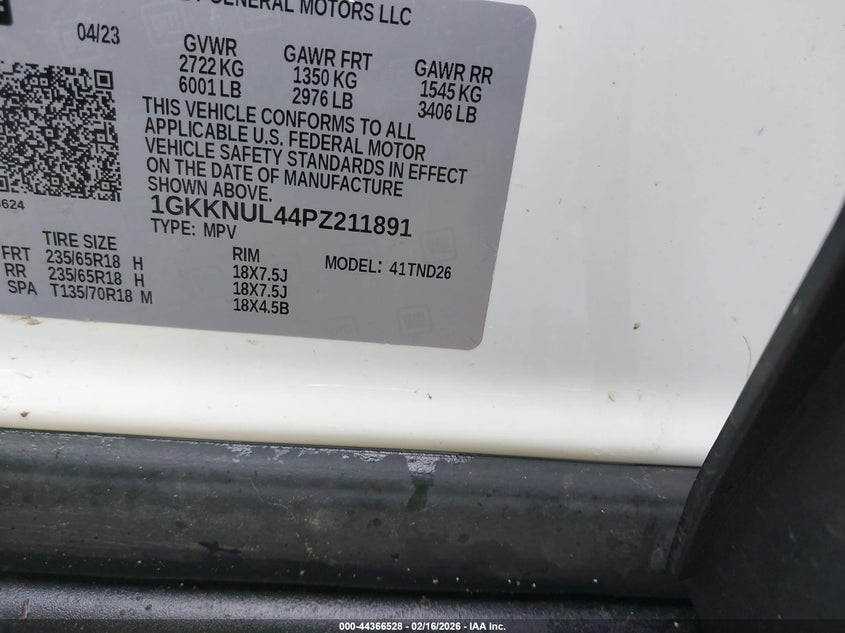 GENERAL MOTORS LLC
04/23
GVWR
2722 KG
6001 LB
GAWR FRT
1350 KG
2976 LB
GAWR RR
1545 KG
3406 LB
THIS VEHICLE CONFORMS TO ALL
APPLICABLE U.S. FEDERAL MOTOR
VEHICLE SAFETY STANDARDS IN EFFECT
ON THE DATE OF MANUFACTURE
SHOWN ABOVE.
1GKKNUL44PZ211891
TYPE: MPV
MODEL: 41TND26
TIRE SIZE
FRT 235/65R18 H
RR 235/65R18 H
SPA T135/70R18 M
RIM
18X7.5J
18X7.5J
18X4.5B
000-44366528 - 02/16/2026 - IAA Inc.